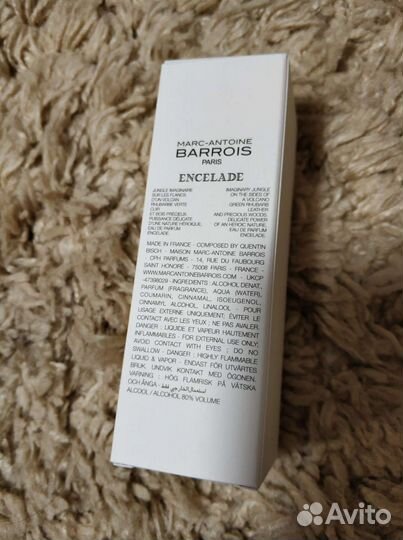 MARC-ANTOINE
BARROIS
PARIS
ENCELADE
JUNGLE IMAGINAIRE
SUR LES FLANCS
D'UN VOLCAN
RHUBARBE VERTE
CUIR
ET BOIS PRÉCIEUX
PUISSANCE DÉLICATE
D'UNE NATURE HÉROÏQUE.
EAU DE PARFUM
ENCELADE.
IMAGINARY JUNGLE
ON THE SIDES OF
A VOLCANO
GREEN RHUBARB
LEATHER
AND PRECIOUS WOODS
DELICATE POWER
OF AN HEROIC NATURE.
EAU DE PARFUM
ENCELADE.
MADE IN FRANCE - COMPOSED BY QUENTIN
BISCH - MAISON MARC-ANTOINE BARROIS
- CPH PARFUMS - 14, RUE DU FAUBOURG
SAINT HONORÉ - 75008 PARIS - FRANCE -
WWW.MARCANTOINEBARROIS.COM - UKCP
-47398029 - INGREDIENTS : ALCOHOL DENAT.,
PARFUM (FRAGRANCE), AQUA (WATER),
COUMARIN, CINNAMAL, ISOEUGENOL,
CINNAMYL ALCOHOL, LINALOOL - POUR
USAGE EXTERNE UNIQUEMENT; ÉVITER LE
CONTACT AVEC LES YEUX ; NE PAS AVALER.
DANGER : LIQUIDE ET VAPEUR HAUTEMENT
INFLAMMABLES - FOR EXTERNAL USE ONLY;
AVOID CONTACT WITH EYES ; DO NOT
SWALLOW - DANGER : HIGHLY FLAMMABLE
LIQUID & VAPOR - ENDAST FÖR UTVÄRTES
BRUK, UNDVIK KONTAKT MED ÖGONEN.
VARNING : HÖG FLAMRISK PÅ VÄTSKA
OCH ÅNGA - استعمال الخارجي فقط
ALCOOL / ALCOHOL 80% VOLUME
Avito